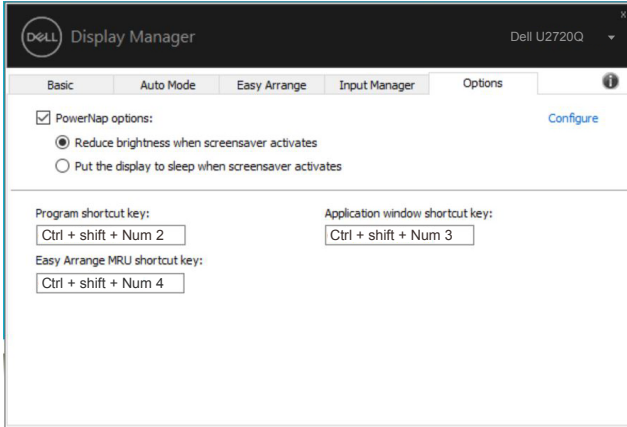 x
DELL Display Manager Dell U2720Q
Basic Auto Mode Easy Arrange Input Manager Options
PowerNap options: Configure
Reduce brightness when screensaver activates
Put the display to sleep when screensaver activates
Program shortcut key: Application window shortcut key:
Ctrl + shift + Num 2 Ctrl + shift + Num 3
Easy Arrange MRU shortcut key:
Ctrl + shift + Num 4